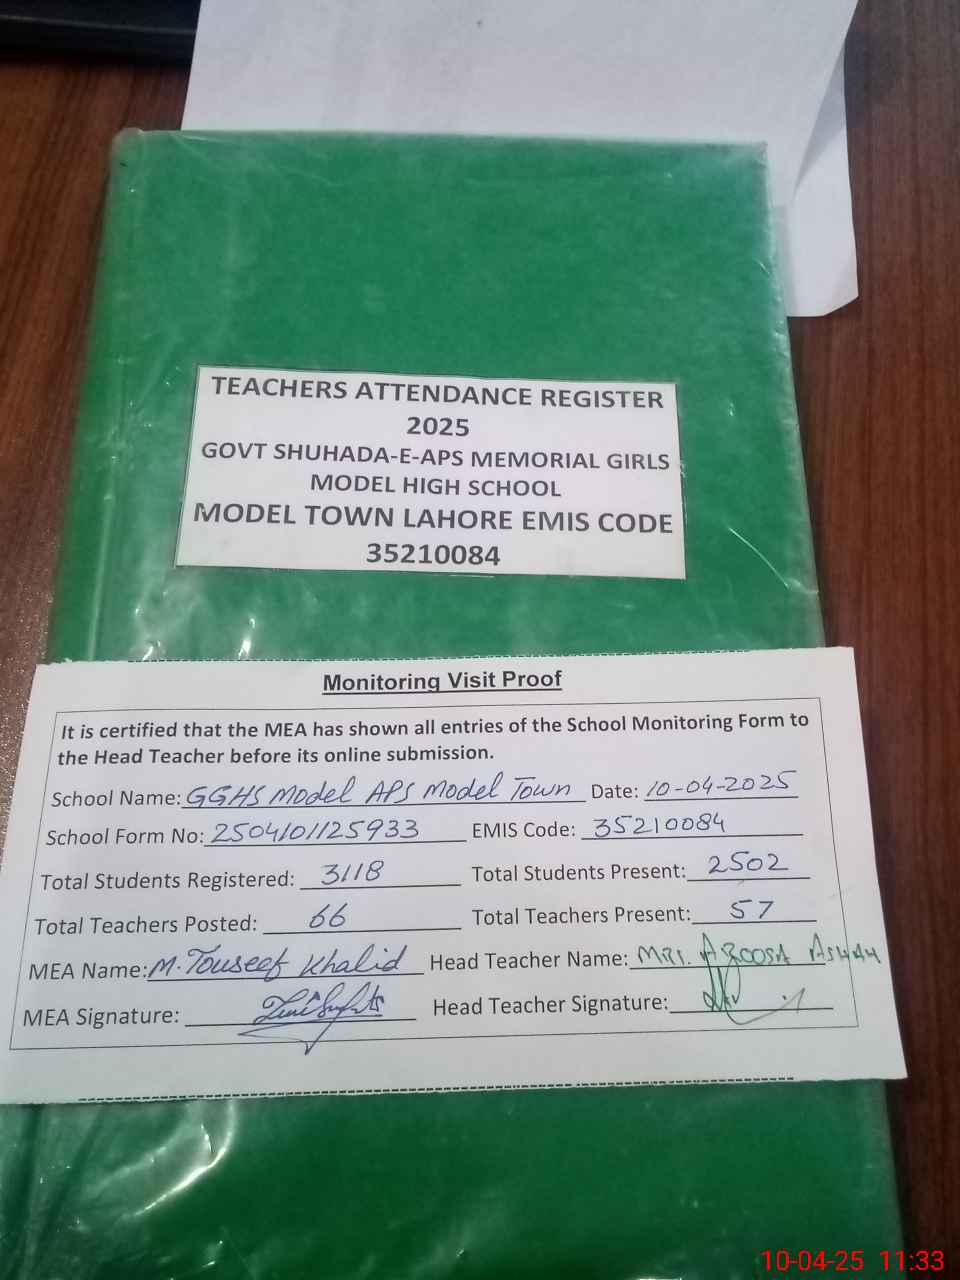 TEACHERS ATTENDANCE REGISTER
2025
GOVT SHUHADA-E-APS MEMORIAL GIRLS
MODEL HIGH SCHOOL
MODEL TOWN LAHORE EMIS CODE
35210084
Monitoring Visit Proof
It is certified that the MEA has shown all entries of the School Monitoring Form to
the Head Teacher before its online submission.
School Name: GGHS Model APS Model Town Date: 10-04-2025
School Form No: 2504101125933 EMIS Code: 35210084
Total Students Registered: 3118 Total Students Present: 2502
Total Teachers Posted: 66 Total Teachers Present: 57
MEA Name: M. Touseef Khalid Head Teacher Name: MRS. AROOSA
MEA Signature: Head Teacher Signature:
10-04-25 11:33